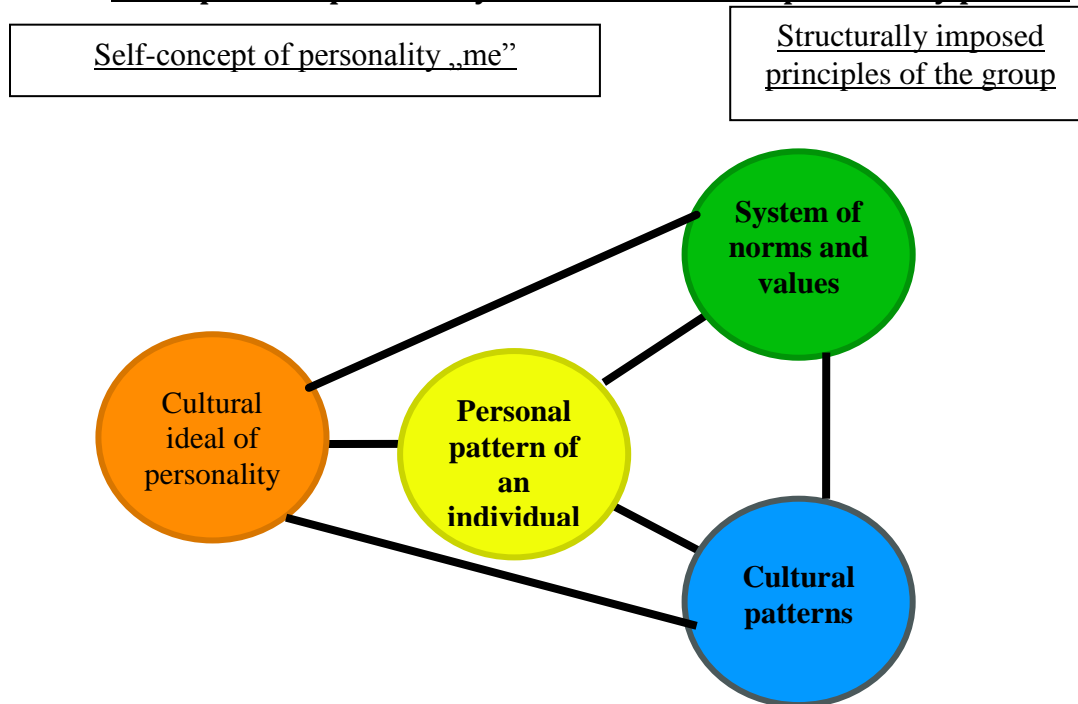 Self-concept of personality „me”
Structurally imposed
principles of the group
System of
norms and
values
Cultural
ideal of
personality
Personal
pattern of
an
individual
Cultural
patterns